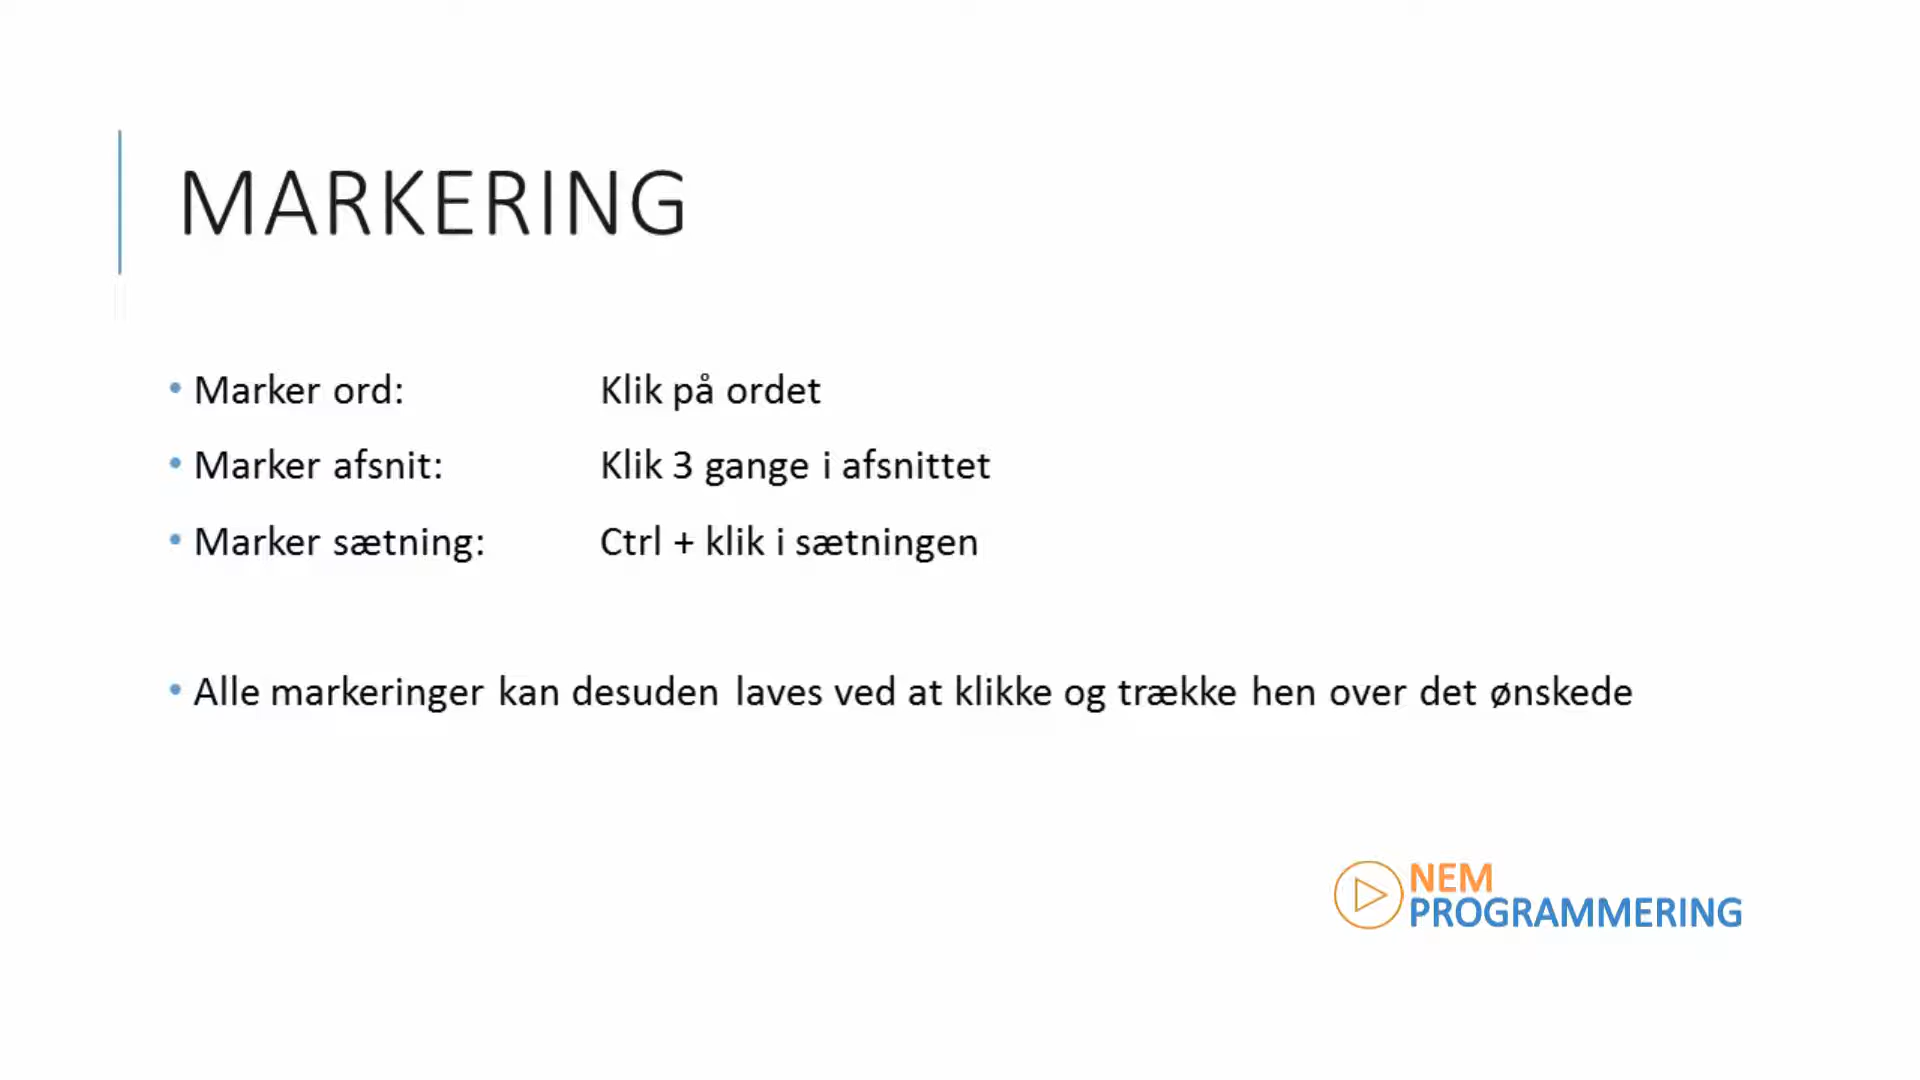 MARKERING
• Marker ord: Klik på ordet
• Marker afsnit: Klik 3 gange i afsnittet
• Marker sætning: Ctrl + klik i sætningen
• Alle markeringer kan desuden laves ved at klikke og trække hen over det ønskede
NEM
PROGRAMMERING